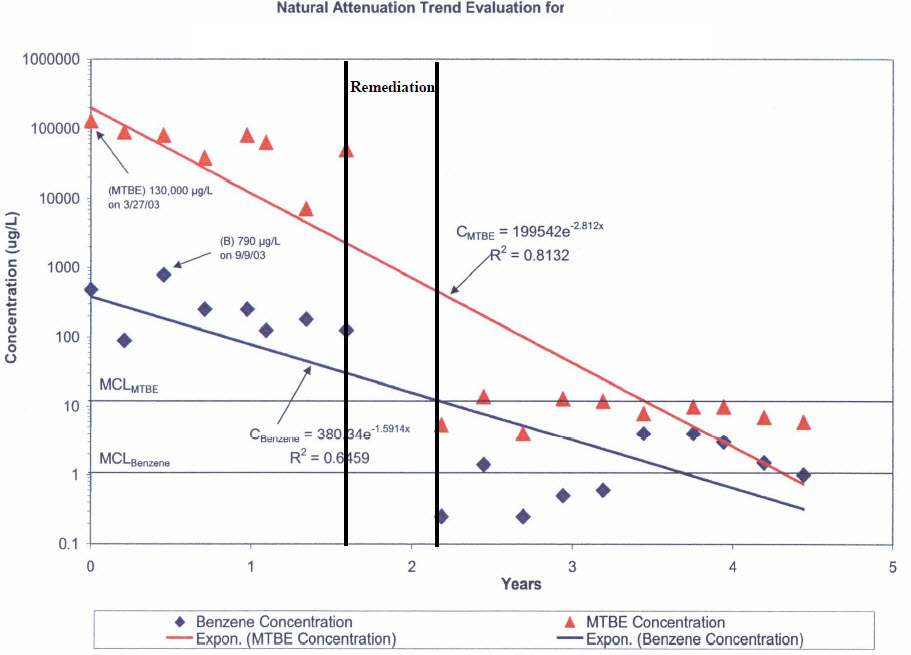 Natural Attenuation Trend Evaluation for
Remediation
1000000
100000
10000
1000
100
10
1
0.1
Concentration (ug/L)
(MTBE) 130,000 µg/L
on 3/27/03
(B) 790 µg/L
on 9/9/03
C_MTBE = 199542e^-2.812x
R² = 0.8132
MCL_MTBE
C_Benzene = 380.34e^-1.5914x
R² = 0.6459
MCL_Benzene
0 1 2 3 4 5
Years
Benzene Concentration
MTBE Concentration
Expon. (MTBE Concentration)
Expon. (Benzene Concentration)